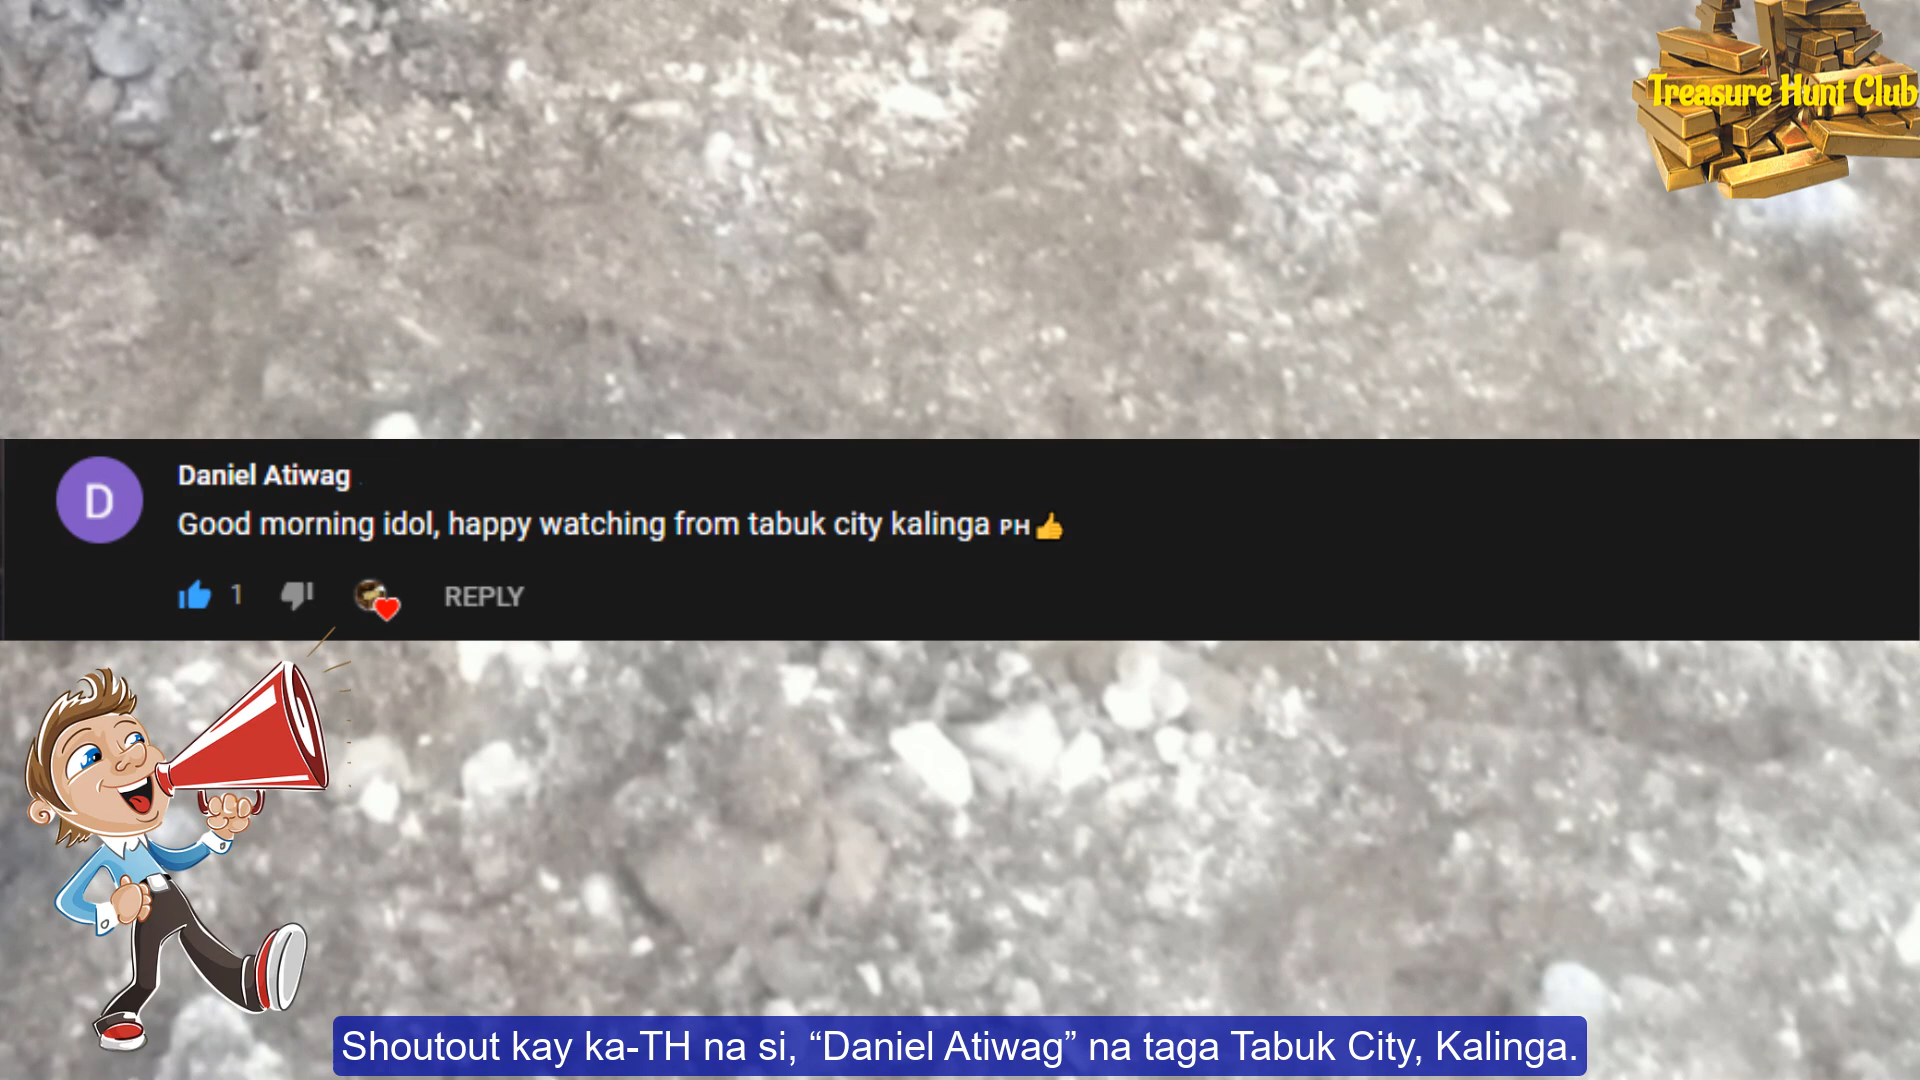 Treasure Hunt Club
D
Daniel Atiwag
Good morning idol, happy watching from tabuk city kalinga PH👍
1
REPLY
Shoutout kay ka-TH na si, “Daniel Atiwag” na taga Tabuk City, Kalinga.